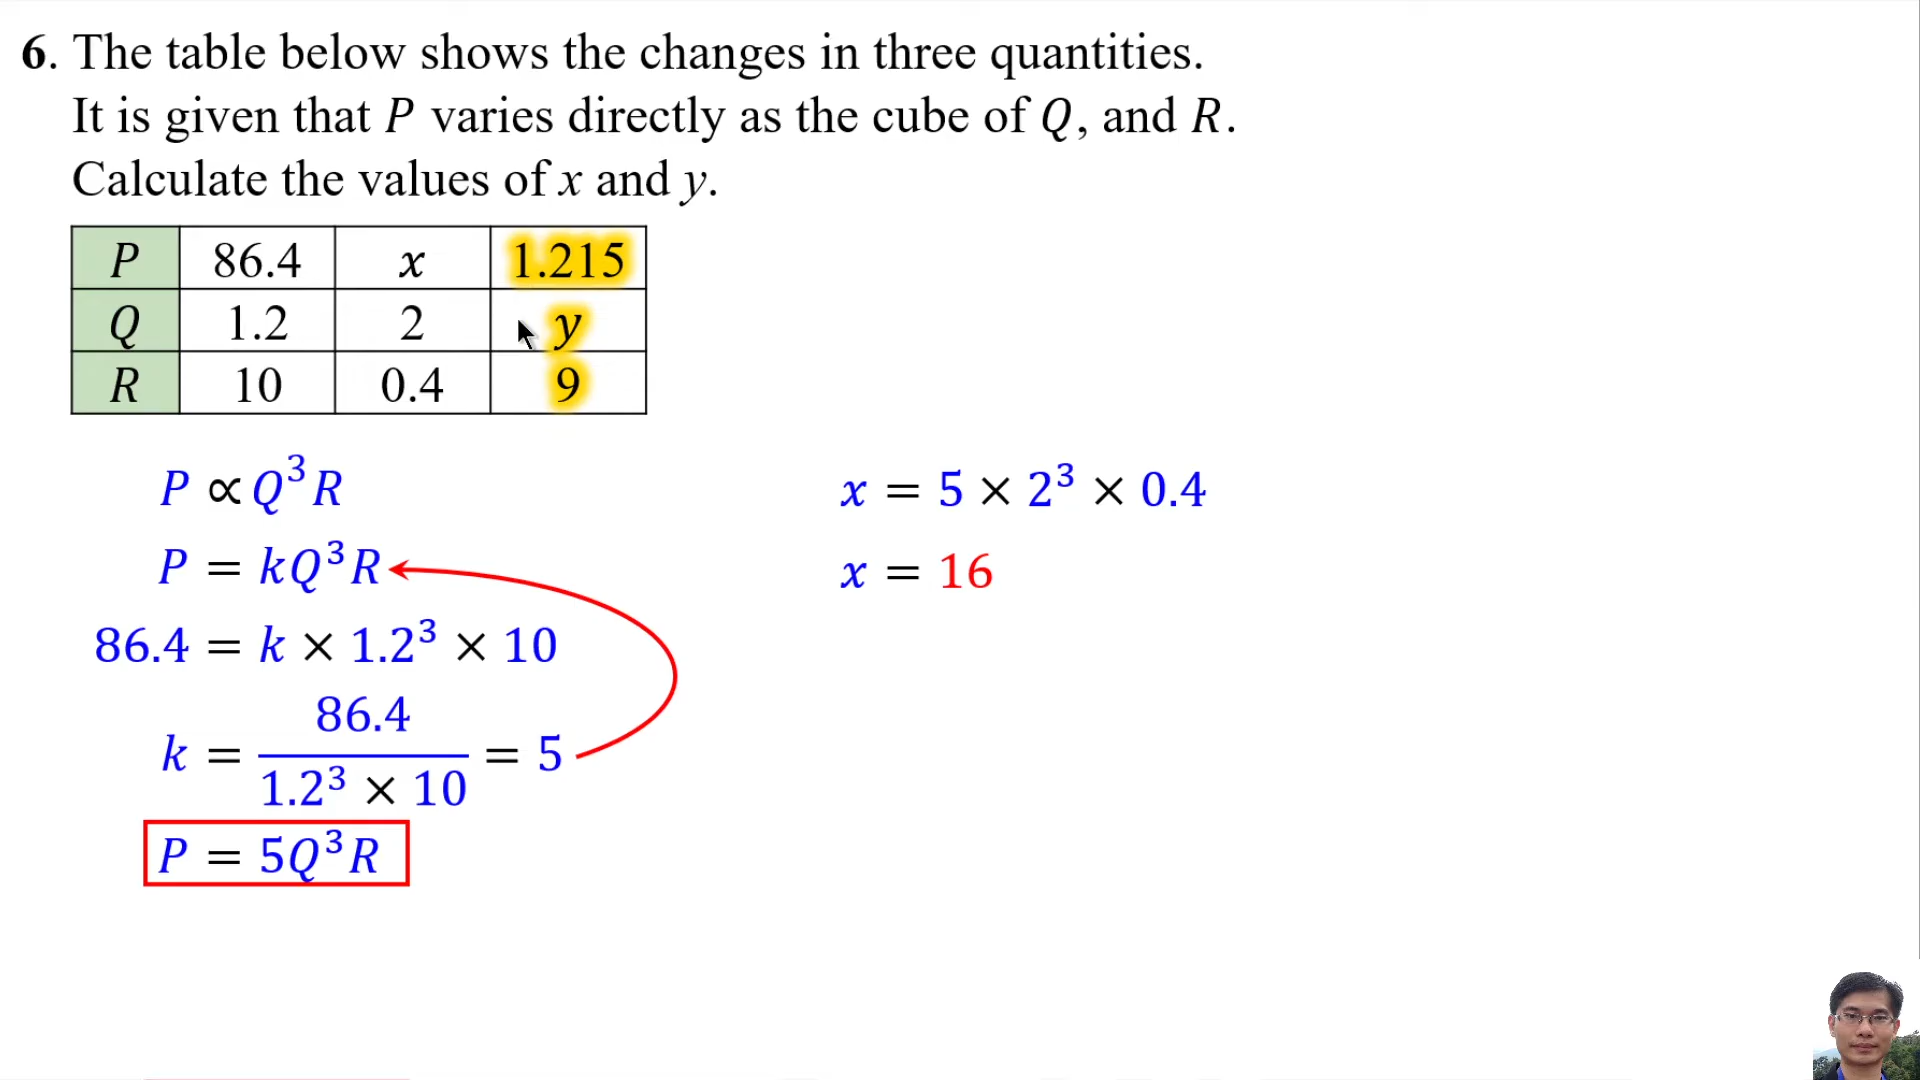 6. The table below shows the changes in three quantities.
It is given that P varies directly as the cube of Q, and R.
Calculate the values of x and y.
P 86.4 x 1.215
Q 1.2 2 y
R 10 0.4 9
P ∝ Q³R
P = kQ³R
86.4 = k × 1.2³ × 10
k = 86.4 / 1.2³ × 10 = 5
P = 5Q³R
x = 5 × 2³ × 0.4
x = 16